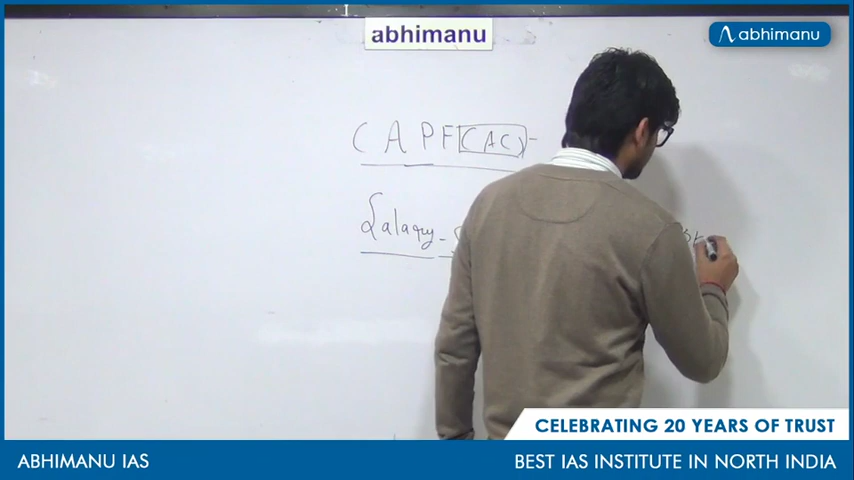 abhimanu
abhimanu
CAPF (AC) -
Salary -
CELEBRATING 20 YEARS OF TRUST
ABHIMANU IAS
BEST IAS INSTITUTE IN NORTH INDIA